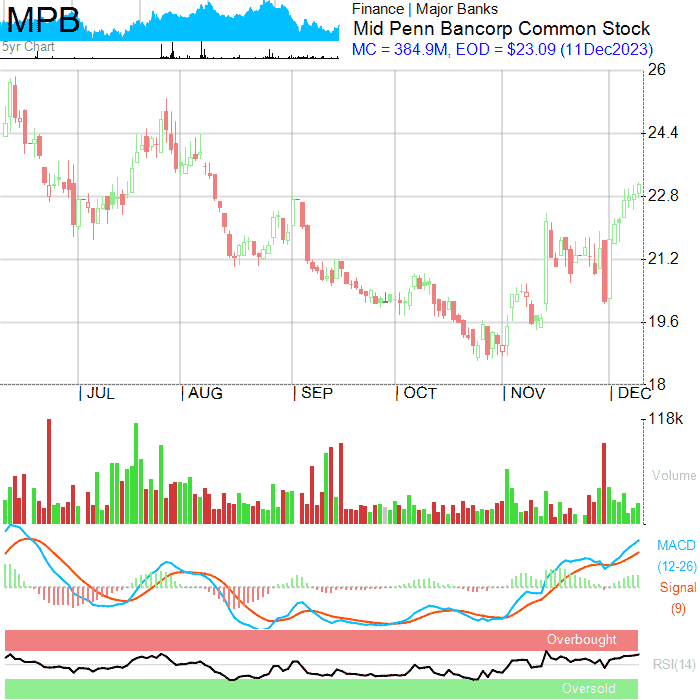 MPB
5yr Chart
Finance | Major Banks
Mid Penn Bancorp Common Stock
MC = 384.9M, EOD = $23.09 (11Dec2023)
26
24.4
22.8
21.2
19.6
18
JUL AUG SEP OCT NOV DEC
118k
Volume
MACD
(12-26)
Signal
(9)
Overbought
RSI(14)
Oversold